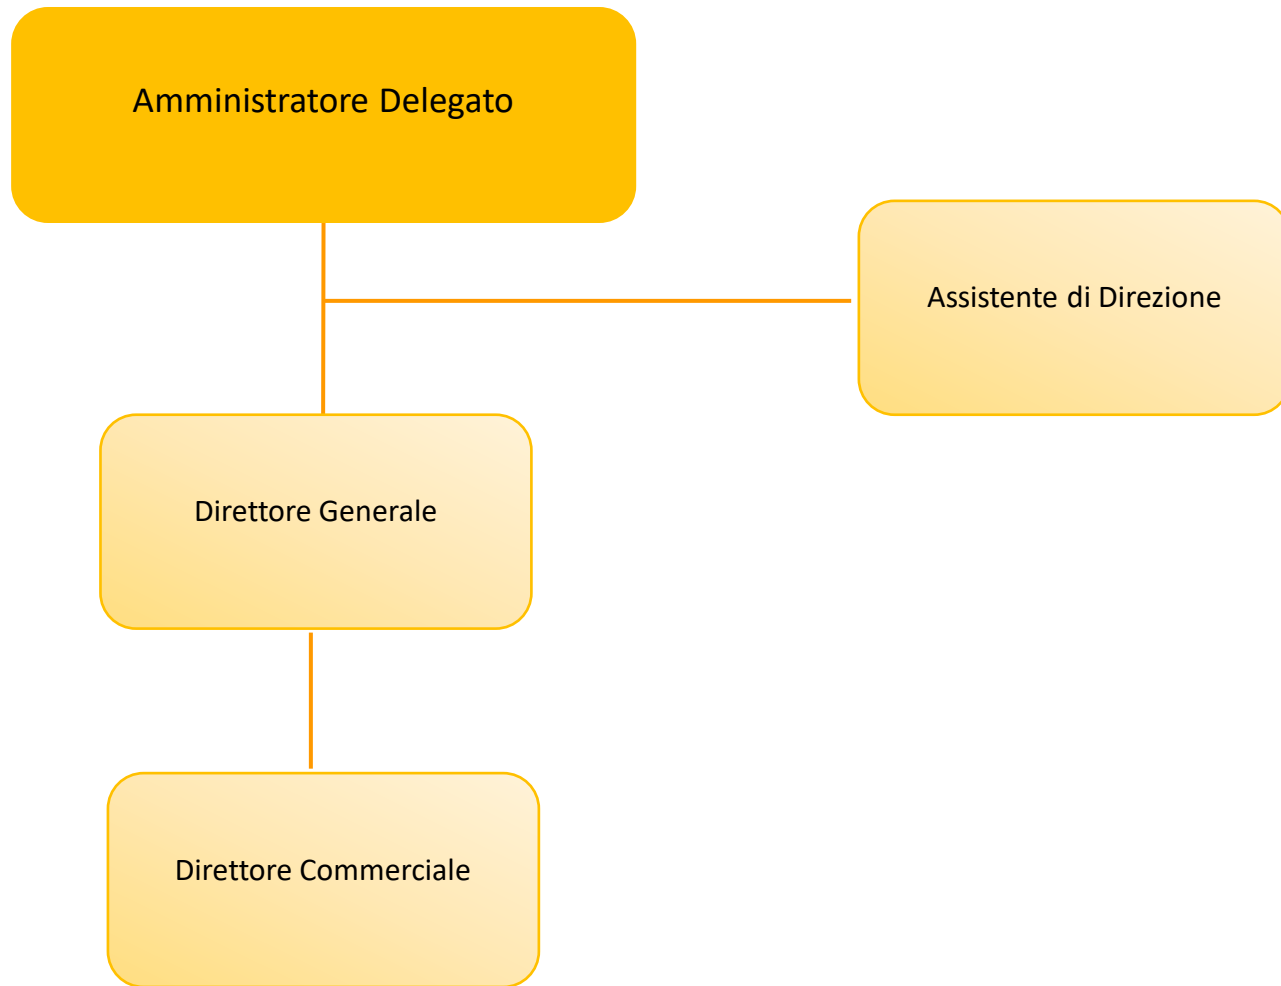 Amministratore Delegato
Assistente di Direzione
Direttore Generale
Direttore Commerciale